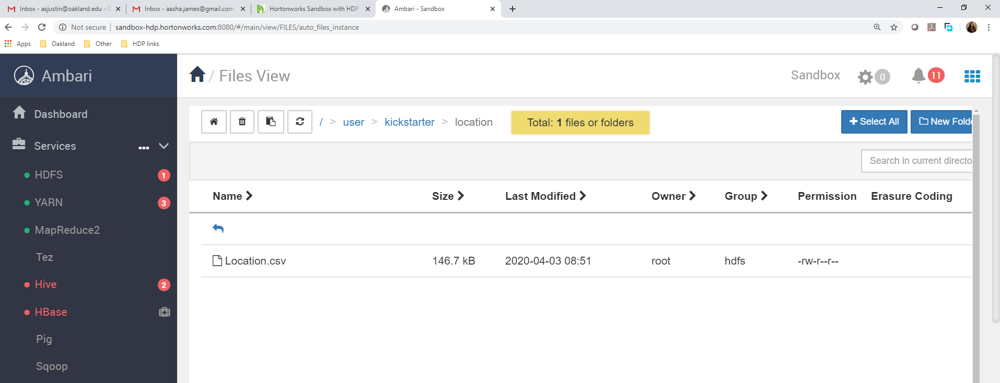 Inbox - asjustin@oakland.edu -
Inbox - aasha.james@gmail.com
Hortonworks Sandbox with HDP
Ambari - Sandbox
Not secure
sandbox-hdp.hortonworks.com:8080/#/main/view/FILES/auto_files_instance
Apps
Oakland
Other
HDP links
Ambari
/ Files View
Sandbox
0
11
Dashboard
Services
HDFS
1
YARN
3
MapReduce2
Tez
Hive
2
HBase
Pig
Sqoop
/ > user > kickstarter > location
Total: 1 files or folders
Select All
New Folde
Search in current directo
Name Size Last Modified Owner Group Permission Erasure Coding
Location.csv 146.7 kB 2020-04-03 08:51 root hdfs -rw-r--r--